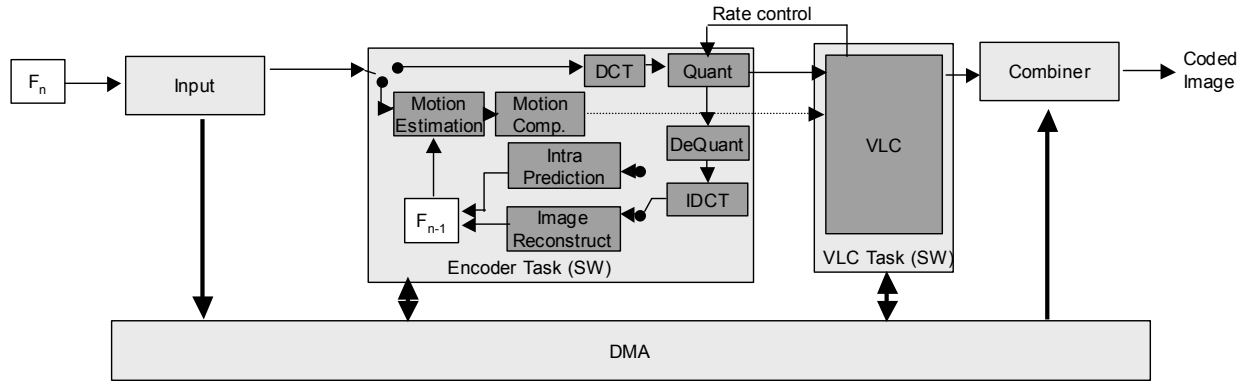 Rate control
F_n
Input
DCT
Quant
Motion
Estimation
Motion
Comp.
DeQuant
Intra
Prediction
IDCT
F_n-1
Image
Reconstruct
Encoder Task (SW)
VLC
VLC Task (SW)
Combiner
Coded
Image
DMA